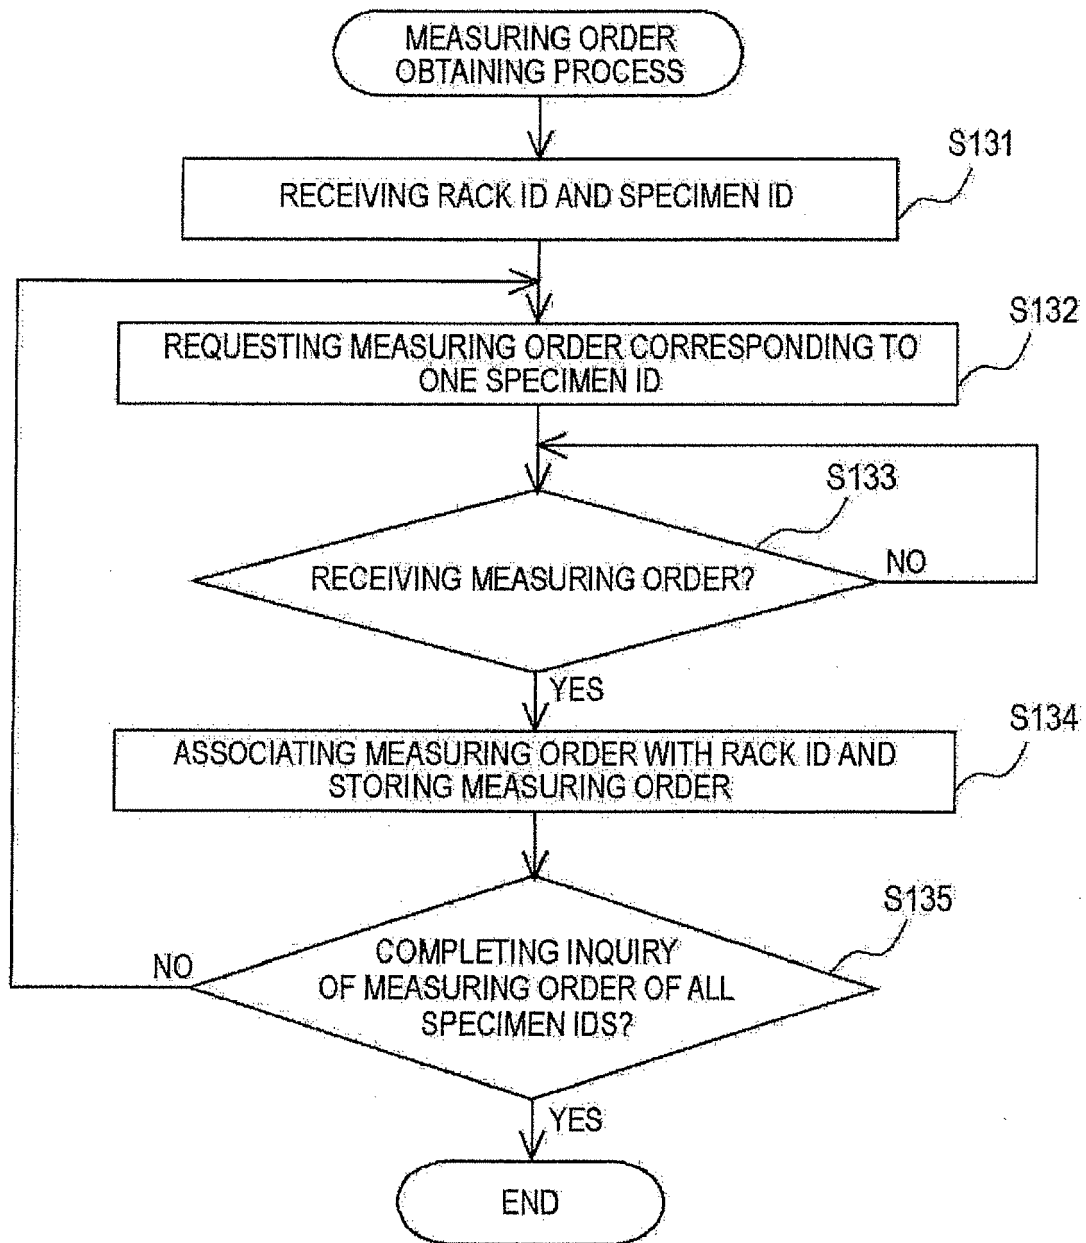 MEASURING ORDER
OBTAINING PROCESS
S131
RECEIVING RACK ID AND SPECIMEN ID
S132
REQUESTING MEASURING ORDER CORRESPONDING TO
ONE SPECIMEN ID
S133
RECEIVING MEASURING ORDER?
NO
YES
S134
ASSOCIATING MEASURING ORDER WITH RACK ID AND
STORING MEASURING ORDER
S135
COMPLETING INQUIRY
OF MEASURING ORDER OF ALL
SPECIMEN IDS?
NO
YES
END